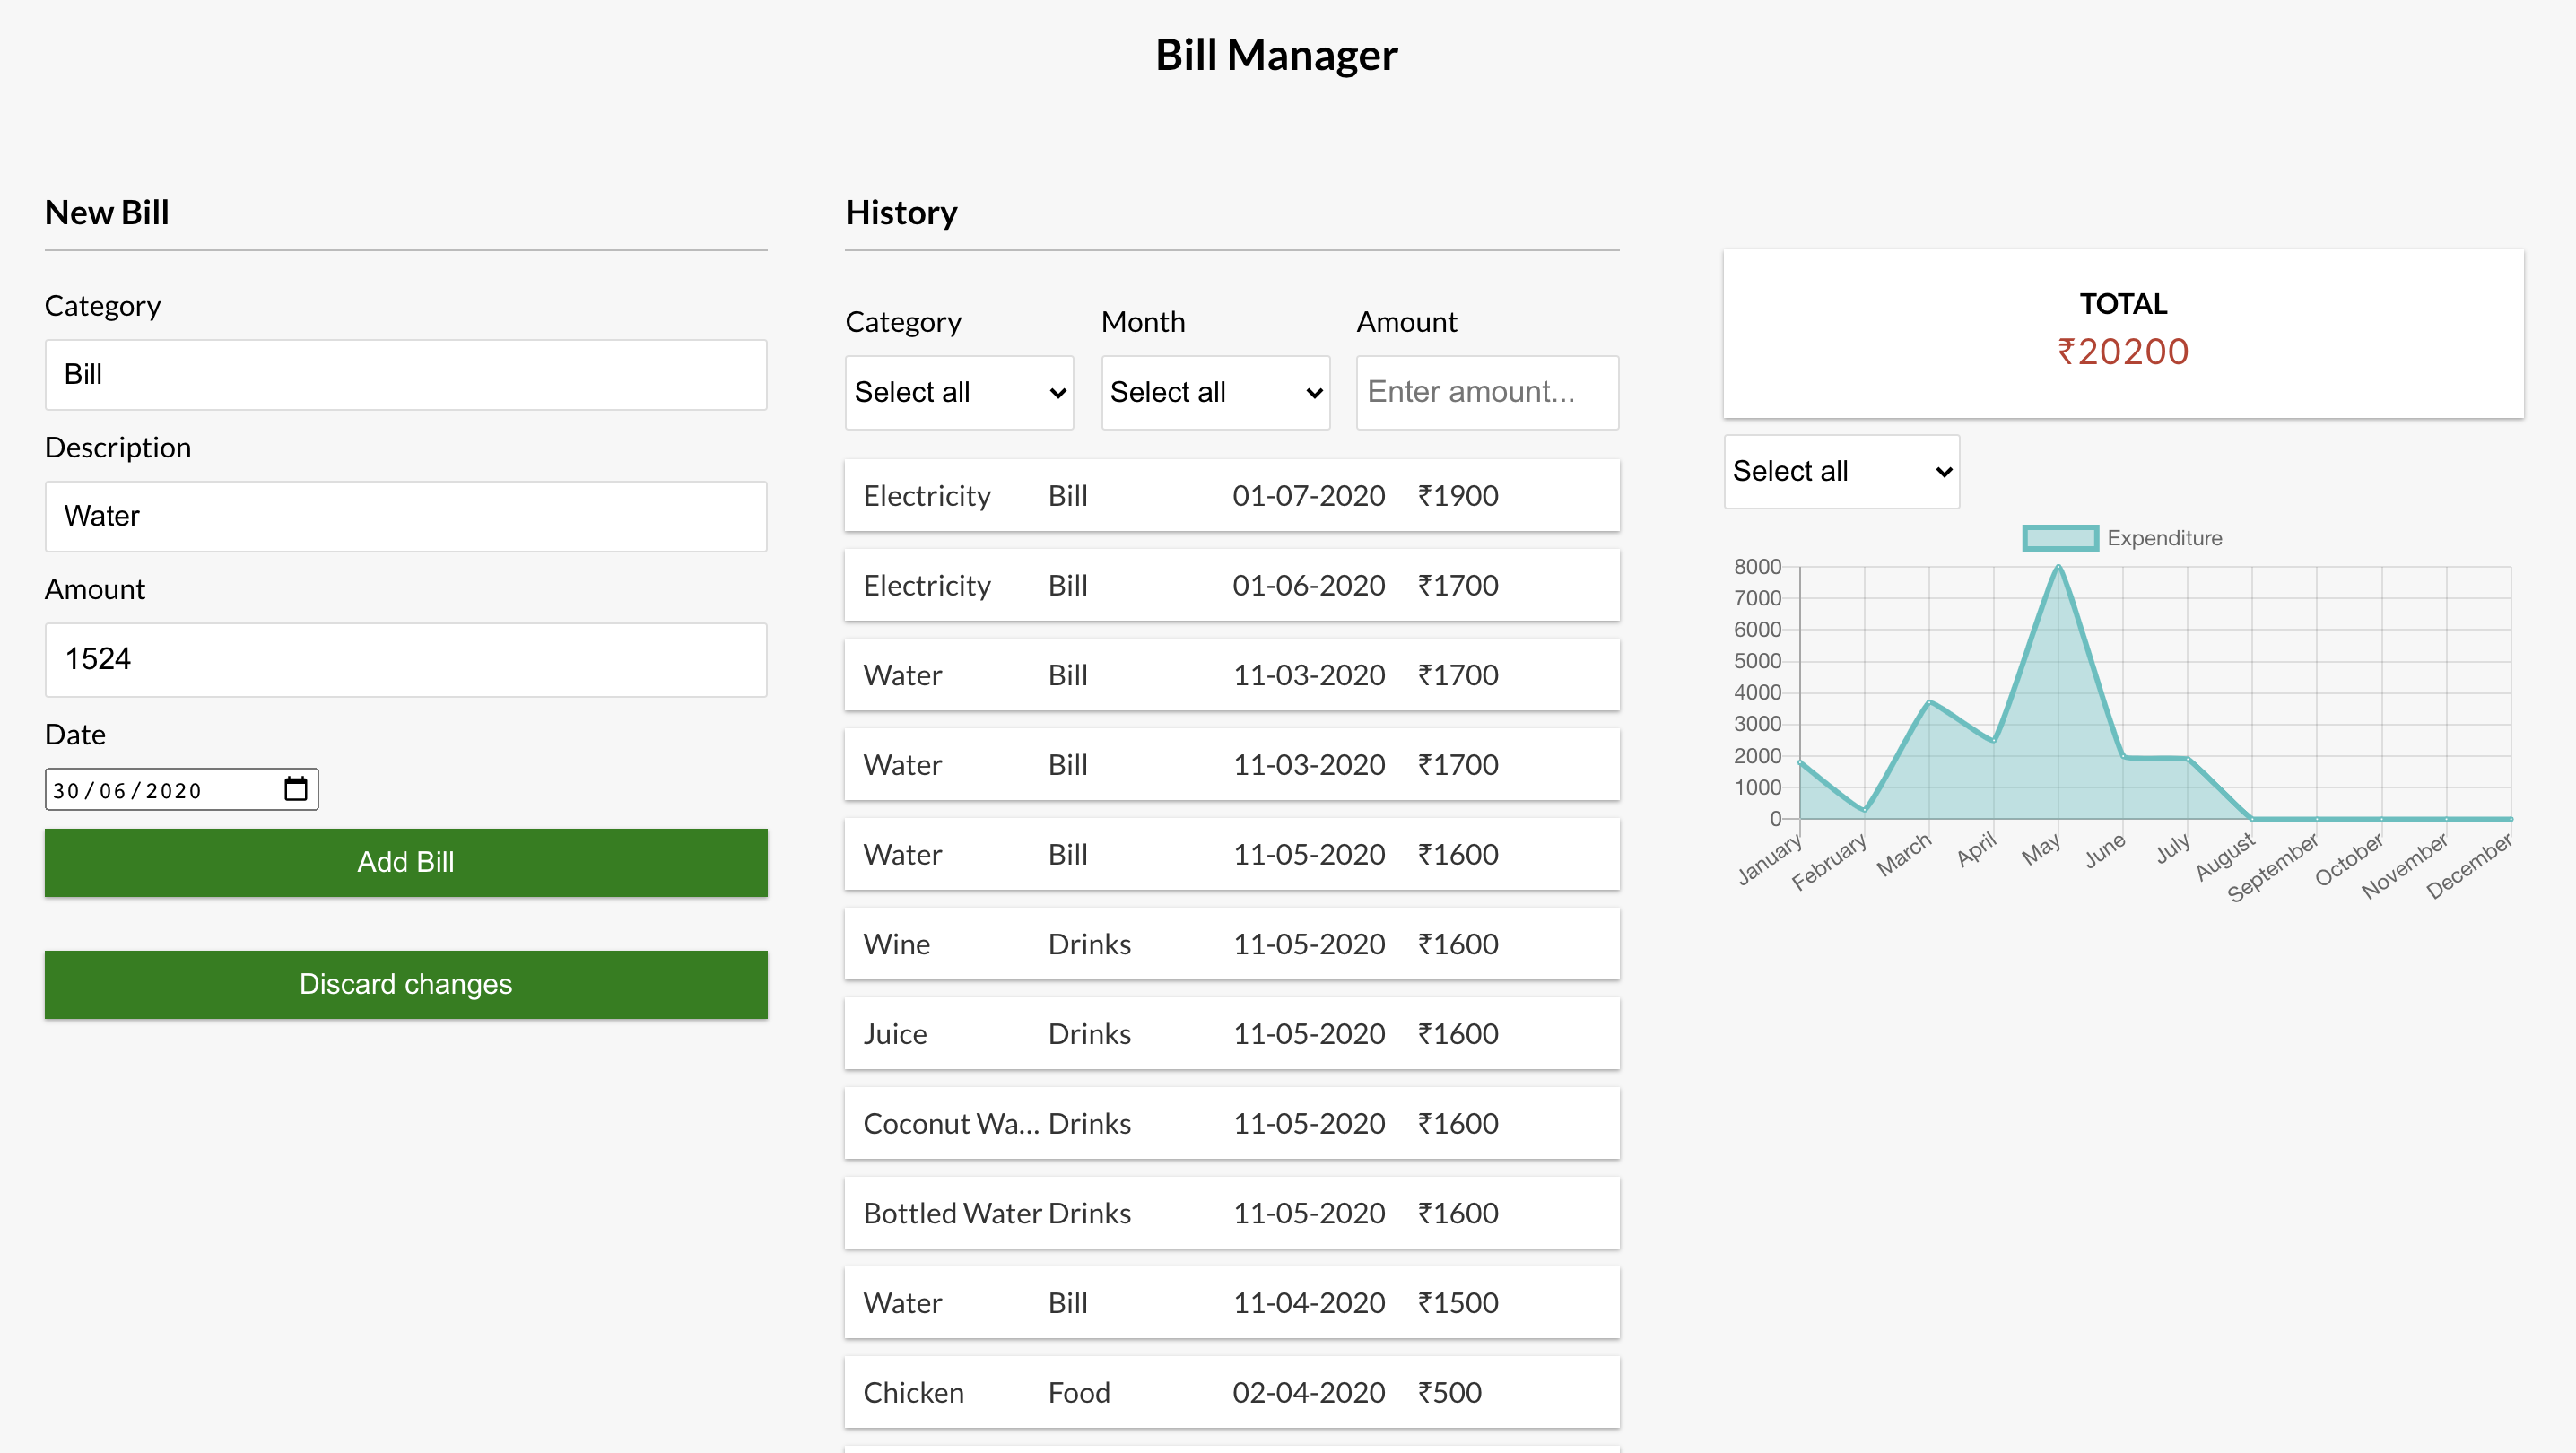 Bill Manager
New Bill
Category
Bill
Description
Water
Amount
1524
Date
30/06/2020
Add Bill
Discard changes
History
Category Month Amount
Select all Select all Enter amount...
Electricity Bill 01-07-2020 ₹1900
Electricity Bill 01-06-2020 ₹1700
Water Bill 11-03-2020 ₹1700
Water Bill 11-03-2020 ₹1700
Water Bill 11-05-2020 ₹1600
Wine Drinks 11-05-2020 ₹1600
Juice Drinks 11-05-2020 ₹1600
Coconut Wa... Drinks 11-05-2020 ₹1600
Bottled Water Drinks 11-05-2020 ₹1600
Water Bill 11-04-2020 ₹1500
Chicken Food 02-04-2020 ₹500
TOTAL
₹20200
Select all
Expenditure
8000
7000
6000
5000
4000
3000
2000
1000
0
January February March April May June July August September October November December